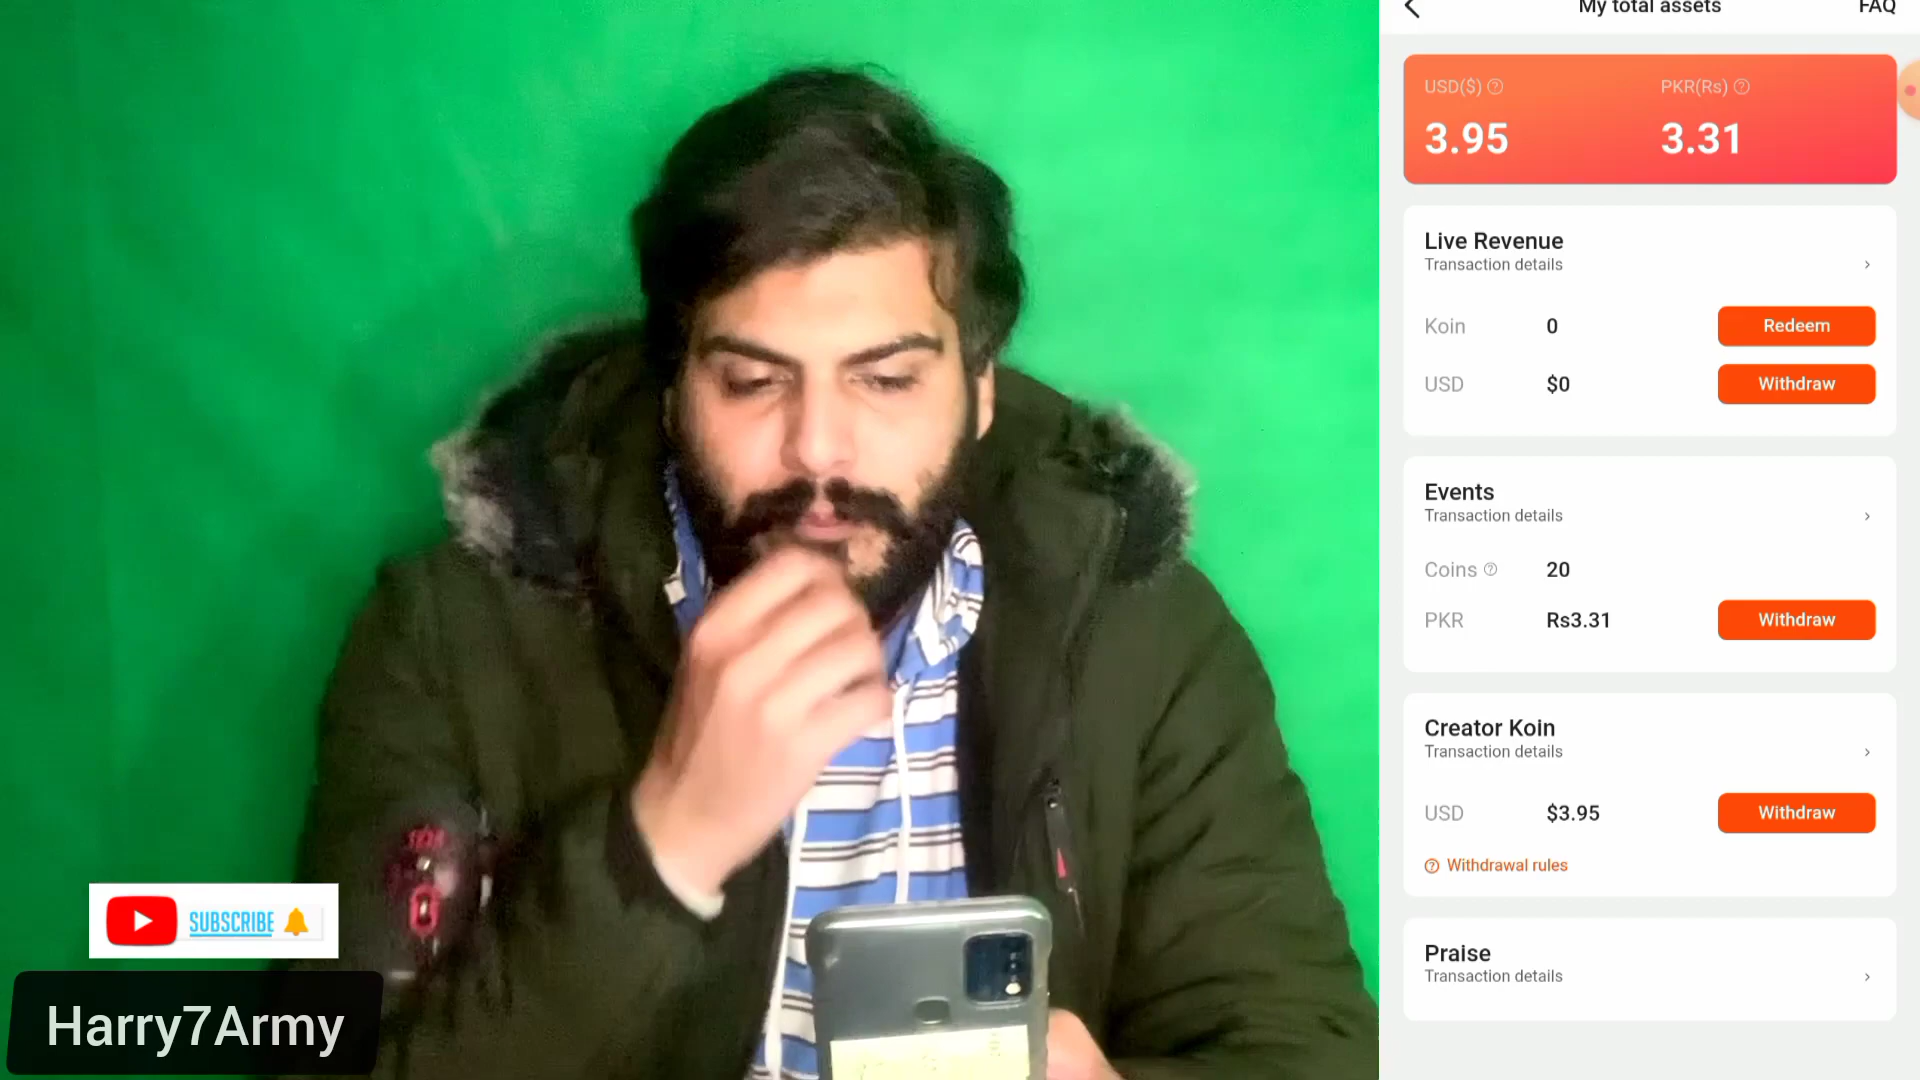 My total assets
FAQ
USD($)
PKR(Rs)
3.95
3.31
Live Revenue
Transaction details
Koin
0
Redeem
USD
$0
Withdraw
Events
Transaction details
Coins
20
PKR
Rs3.31
Withdraw
Creator Koin
Transaction details
USD
$3.95
Withdraw
Withdrawal rules
Praise
Transaction details
SUBSCRIBE
Harry7Army